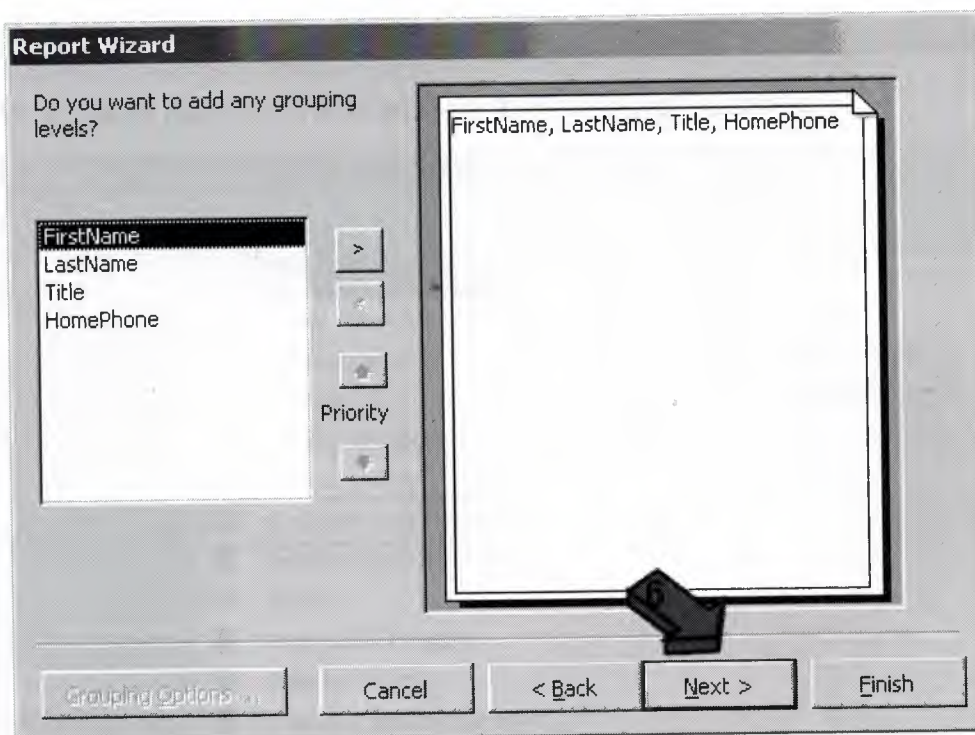 Report Wizard
Do you want to add any grouping
levels?
FirstName, LastName, Title, HomePhone
FirstName
LastName
Title
HomePhone
>
<
Priority
6
Grouping Options ...
Cancel
< Back
Next >
Finish